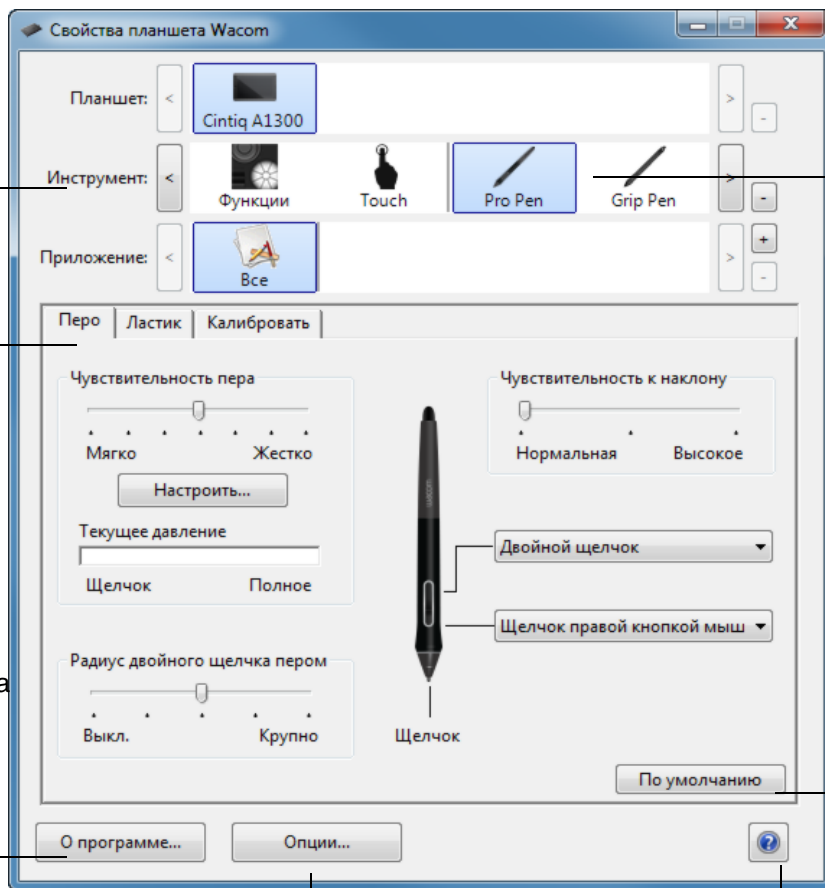 Свойства планшета Wacom
Планшет:
<
Cintiq A1300
>
-
Инструмент:
<
Функции
Touch
Pro Pen
Grip Pen
>
-
Приложение:
<
Все
>
+
-
Перо
Ластик
Калибровать
Чувствительность пера
Мягко
Жестко
Настроить...
Текущее давление
Щелчок
Полное
Чувствительность к наклону
Нормальная
Высокое
wacom
Двойной щелчок
Щелчок правой кнопкой мыш
Радиус двойного щелчка пером
Выкл.
Крупно
Щелчок
а
По умолчанию
О программе...
Опции...
?